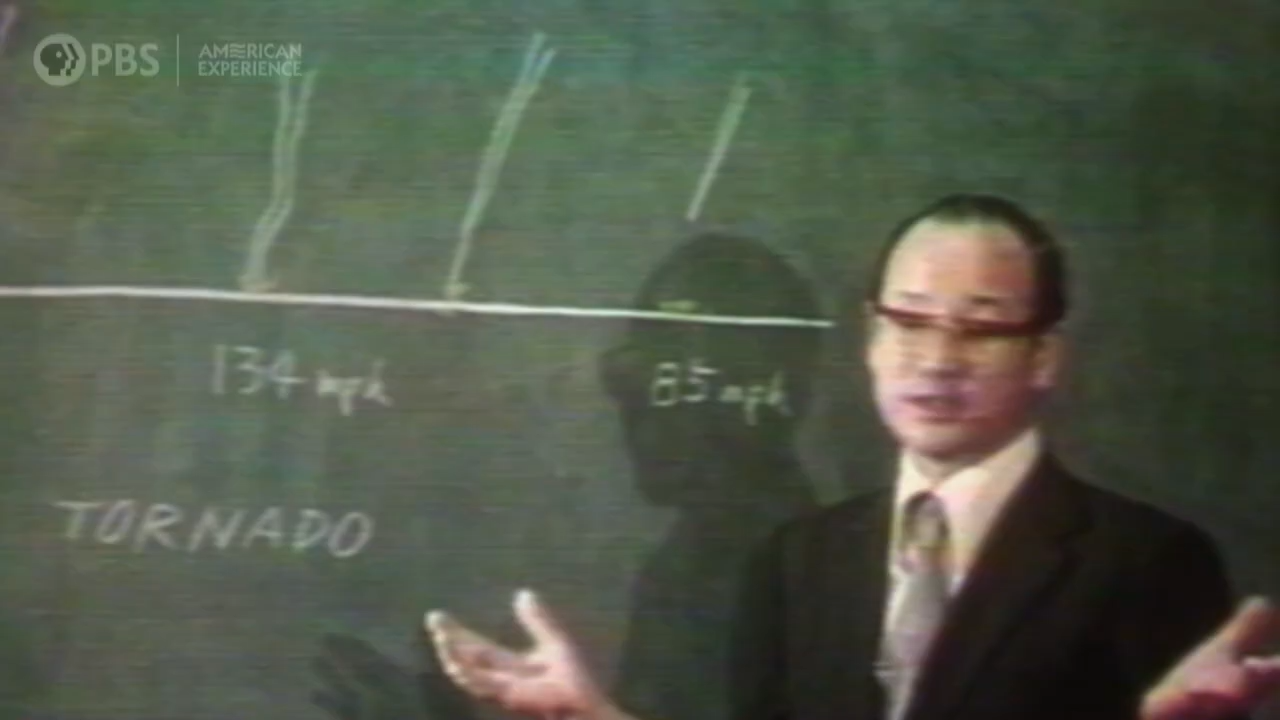 PBS
AMERICAN
EXPERIENCE
134 mph
85 mph
TORNADO